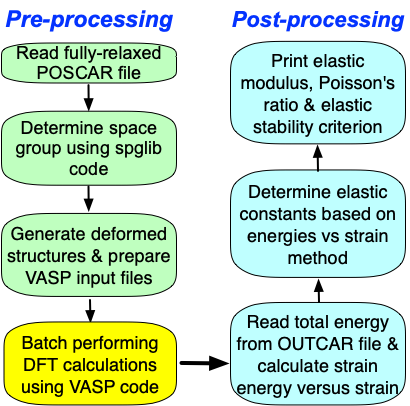 Pre-processing
Read fully-relaxed
POSCAR file
Determine space
group using spglib
code
Generate deformed
structures & prepare
VASP input files
Batch performing
DFT calculations
using VASP code
Post-processing
Print elastic
modulus, Poisson's
ratio & elastic
stability criterion
Determine elastic
constants based on
energies vs strain
method
Read total energy
from OUTCAR file &
calculate strain
energy versus strain